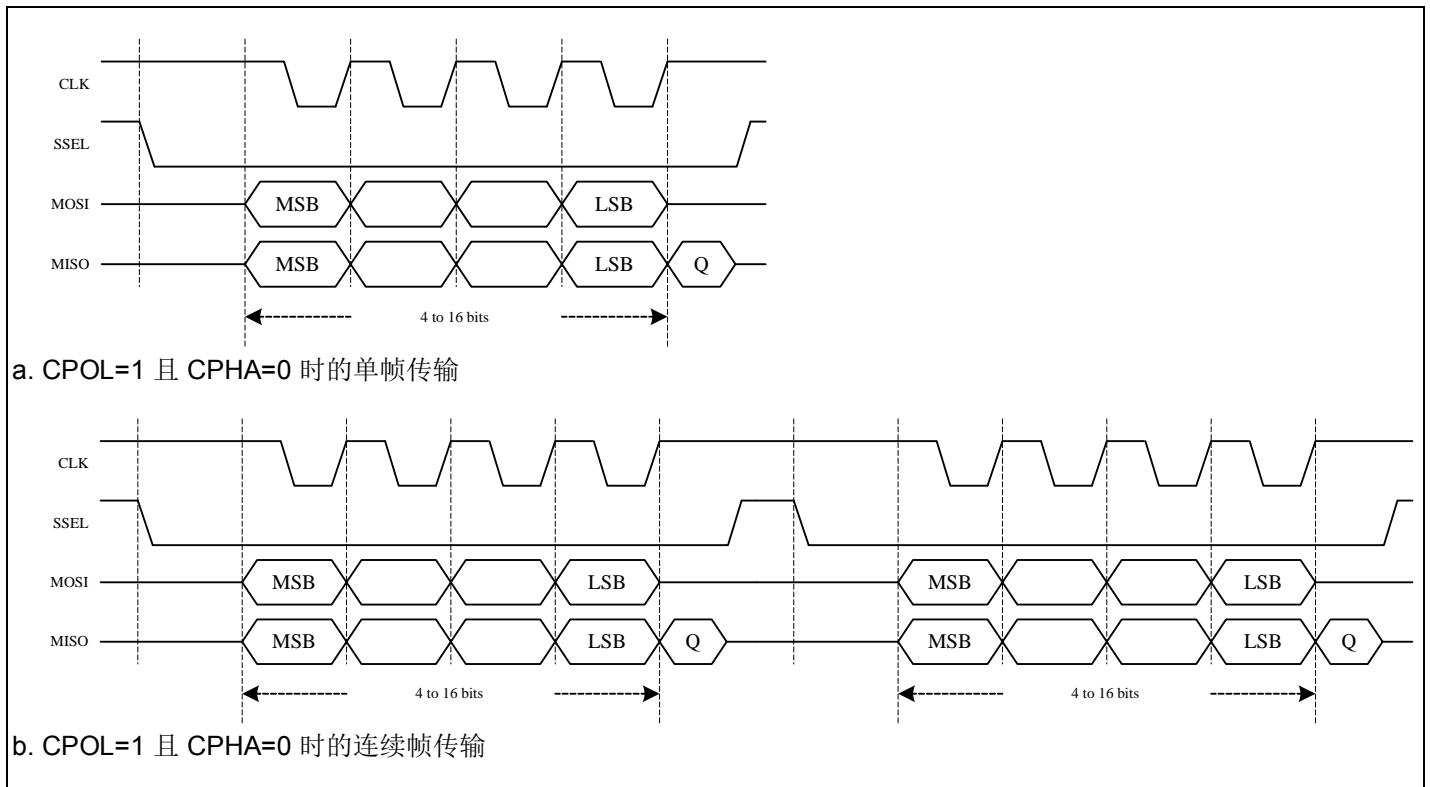 CLK
SSEL
MOSI MSB LSB
MISO MSB LSB Q
4 to 16 bits
a. CPOL=1 且 CPHA=0 时的单帧传输
CLK
SSEL
MOSI MSB LSB MSB LSB
MISO MSB LSB Q MSB LSB Q
4 to 16 bits 4 to 16 bits
b. CPOL=1 且 CPHA=0 时的连续帧传输